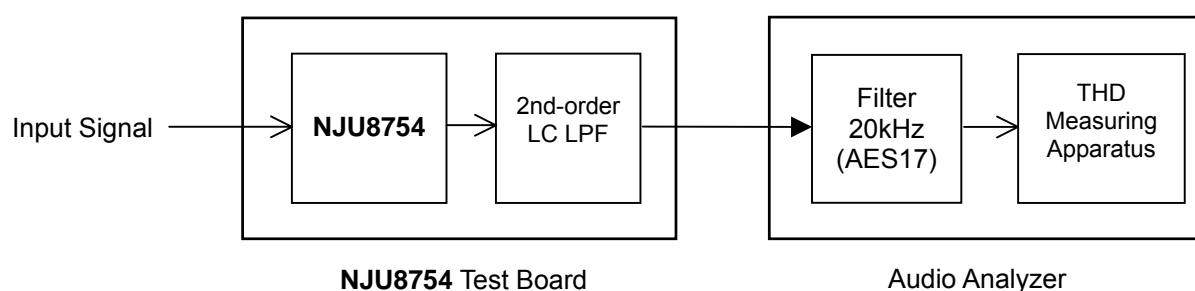 Input Signal
NJU8754
2nd-order
LC LPF
Filter
20kHz
(AES17)
THD
Measuring
Apparatus
NJU8754 Test Board
Audio Analyzer